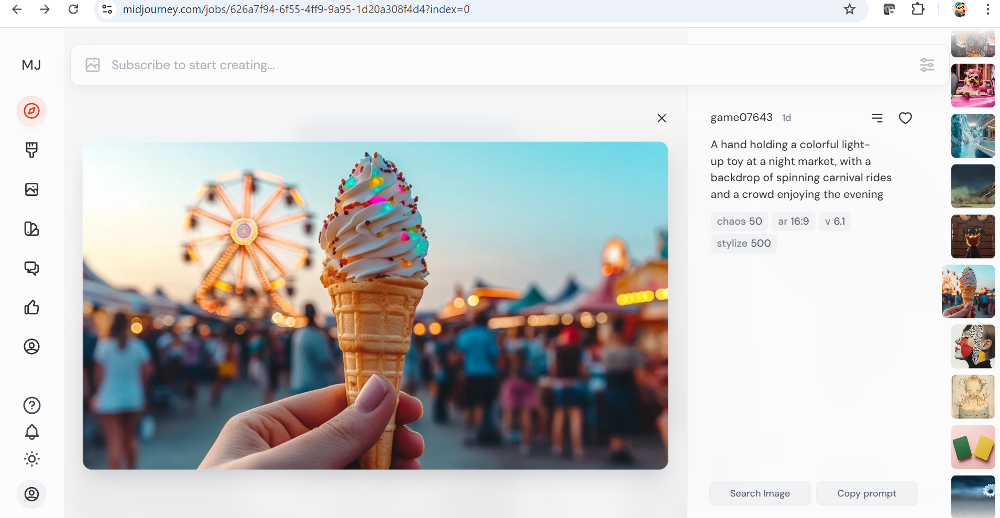 midjourney.com/jobs/626a7f94-6f55-4ff9-9a95-1d20a308f4d4?index=0
MJ
Subscribe to start creating...
game07643 1d
A hand holding a colorful light-
up toy at a night market, with a
backdrop of spinning carnival rides
and a crowd enjoying the evening
chaos 50 ar 16:9 v 6.1
stylize 500
Search Image Copy prompt